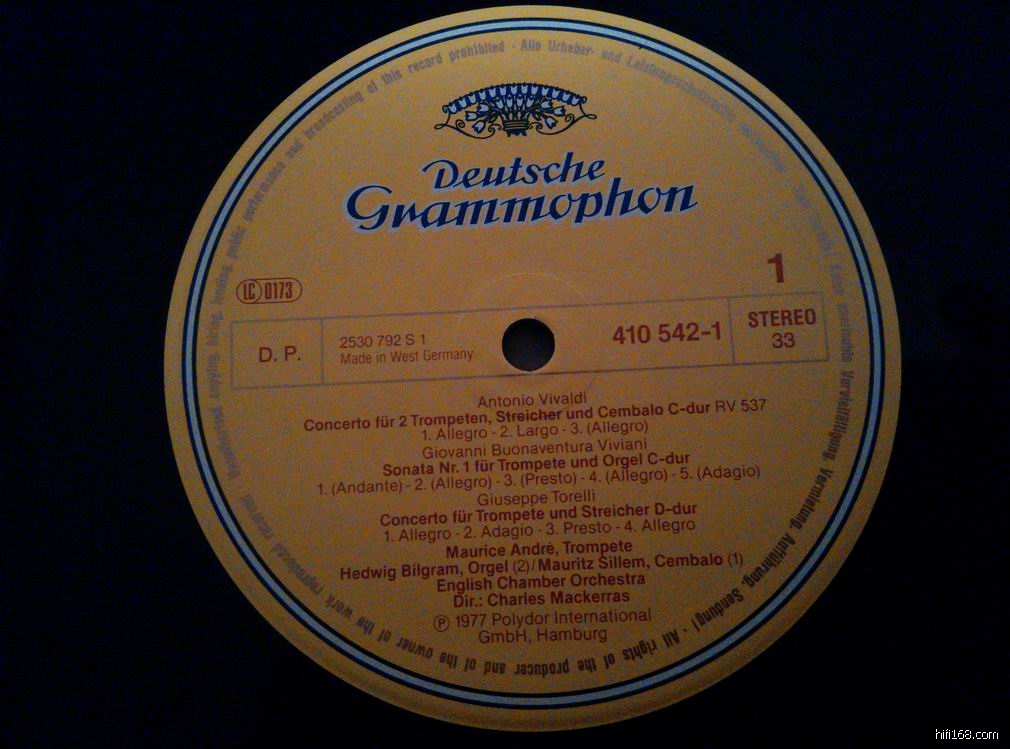 Deutsche
Grammophon
1
LC 0173
D. P.
2530 792 S 1
Made in West Germany
410 542-1
STEREO
33
Antonio Vivaldi
Concerto für 2 Trompeten, Streicher und Cembalo C-dur RV 537
1. Allegro - 2. Largo - 3. (Allegro)
Giovanni Buonaventura Viviani
Sonata Nr. 1 für Trompete und Orgel C-dur
1. (Andante) - 2. (Allegro) - 3. (Presto) - 4. (Allegro) - 5. (Adagio)
Giuseppe Torelli
Concerto für Trompete und Streicher D-dur
1. Allegro - 2. Adagio - 3. Presto - 4. Allegro
Maurice André, Trompete
Hedwig Bilgram, Orgel (2)/Mauritz Sillem, Cembalo (1)
English Chamber Orchestra
Dir.: Charles Mackerras
℗ 1977 Polydor International
GmbH, Hamburg
Vervielfältigung, Vermietung, Aufführung, Sendung! · All rights of the producer and of the owner of the work reproduced reserved. Unauthorized copying, hiring, lending, public performance and broadcasting of this record prohibited · Alle Urheber- und
hifi168.com